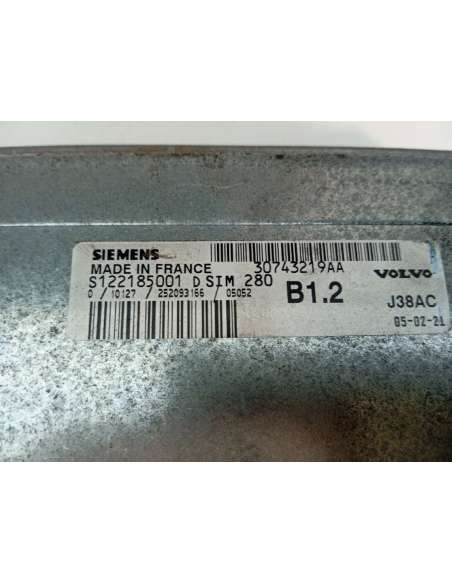 SIEMENS
MADE IN FRANCE 30743219AA VOLVO
S122185001 D SIM 280
0 / 10127 / 252093166 / 05052 B1.2 J38AC
05-02-21